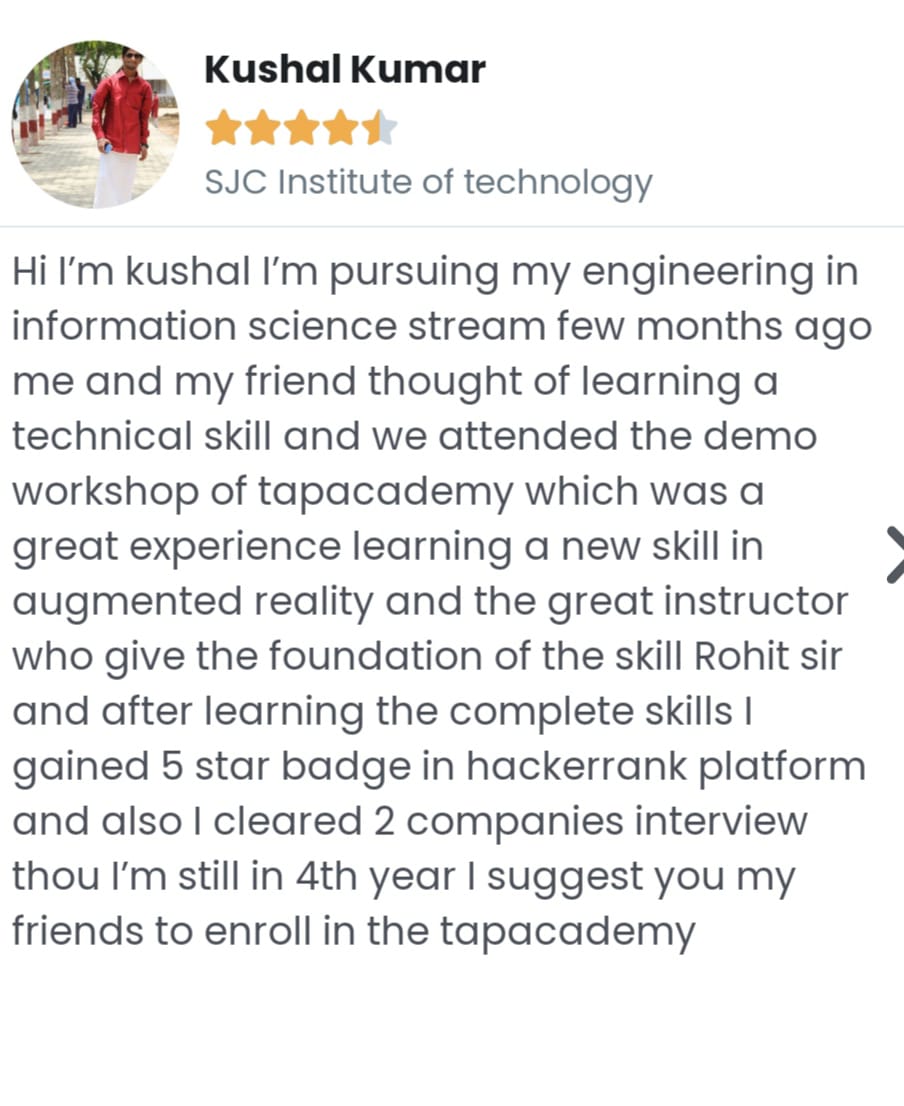 Kushal Kumar
SJC Institute of technology
Hi I’m kushal I’m pursuing my engineering in
information science stream few months ago
me and my friend thought of learning a
technical skill and we attended the demo
workshop of tapacademy which was a
great experience learning a new skill in
augmented reality and the great instructor
who give the foundation of the skill Rohit sir
and after learning the complete skills I
gained 5 star badge in hackerrank platform
and also I cleared 2 companies interview
thou I’m still in 4th year I suggest you my
friends to enroll in the tapacademy